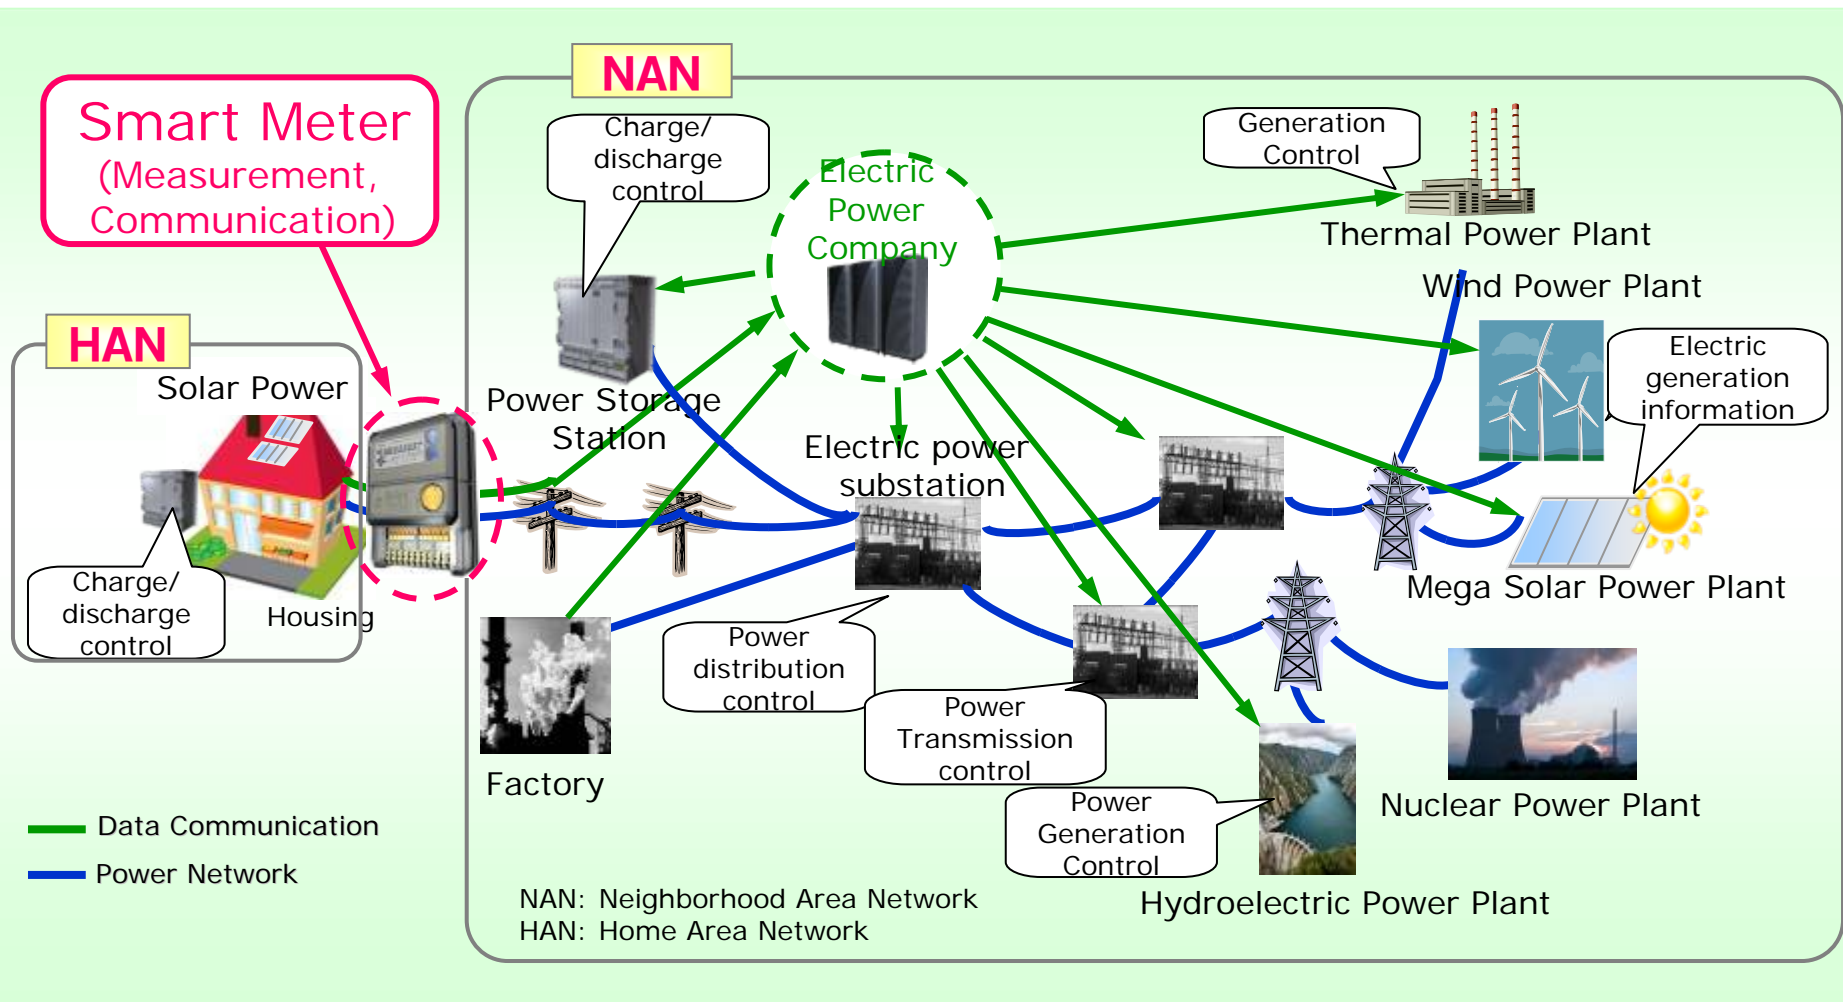 NAN
Smart Meter
(Measurement,
Communication)
Charge/
discharge
control
Electric
Power
Company
Generation
Control
Thermal Power Plant
Wind Power Plant
HAN
Solar Power
Power Storage
Station
Electric
generation
information
Electric power
substation
Charge/
discharge
control
Housing
Mega Solar Power Plant
Power
distribution
control
Power
Transmission
control
Factory
Power
Generation
Control
Nuclear Power Plant
Data Communication
Power Network
NAN: Neighborhood Area Network
HAN: Home Area Network
Hydroelectric Power Plant